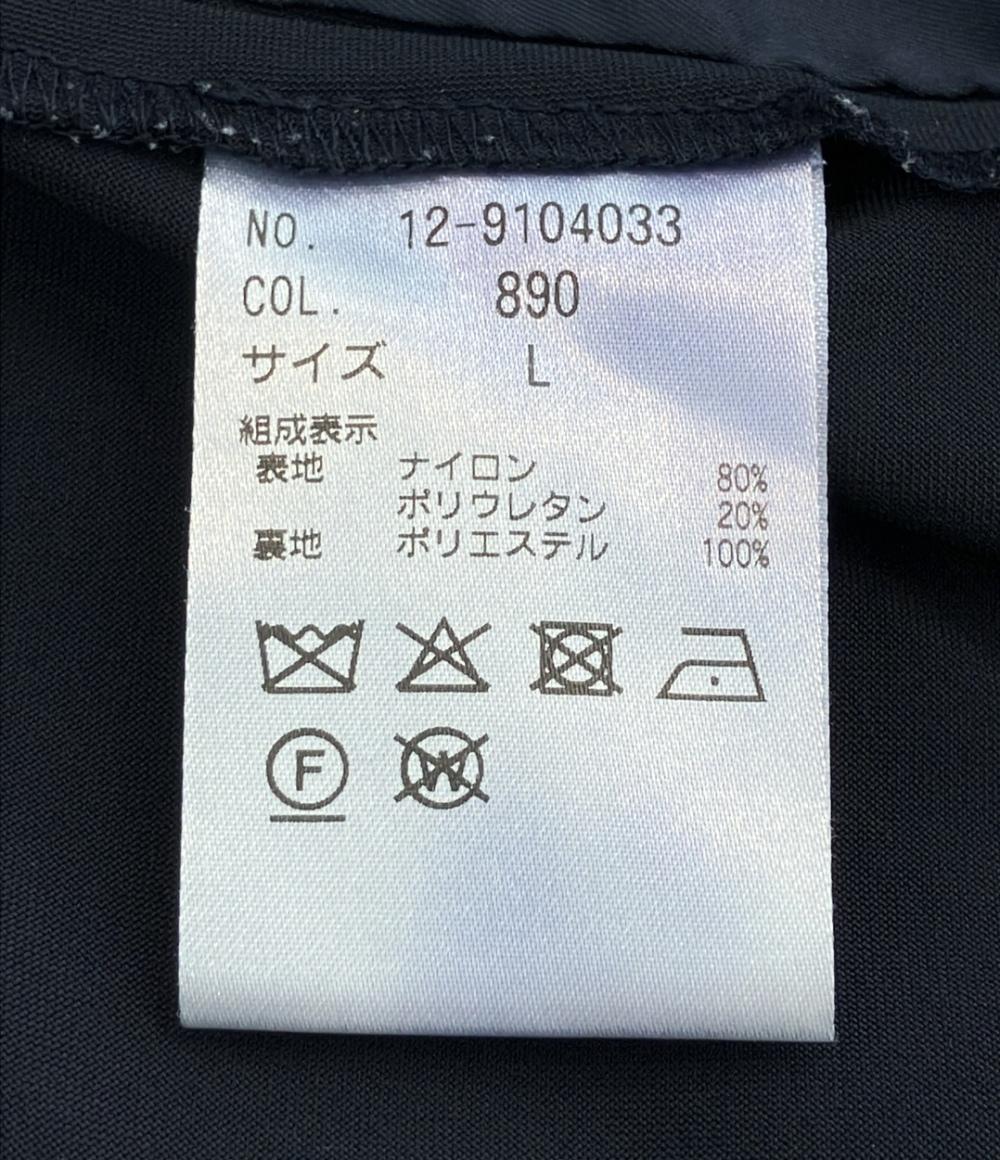 NO. 12-9104033
COL. 890
サイズ L
組成表示
表地 ナイロン 80%
ポリウレタン 20%
裏地 ポリエステル 100%
F W